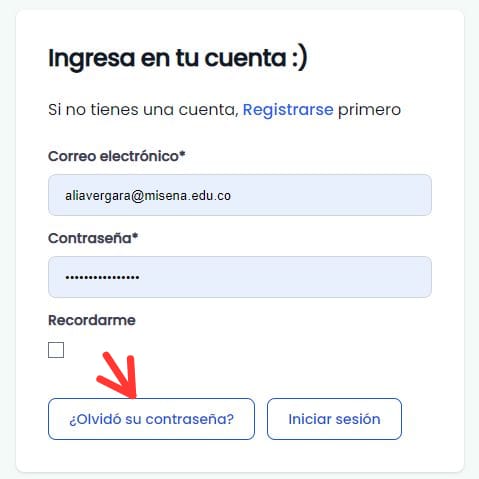 Ingresa en tu cuenta :)
Si no tienes una cuenta, Registrarse primero
Correo electrónico*
aliavergara@misena.edu.co
Contraseña*
••••••••••••••••
Recordarme
¿Olvidó su contraseña? Iniciar sesión